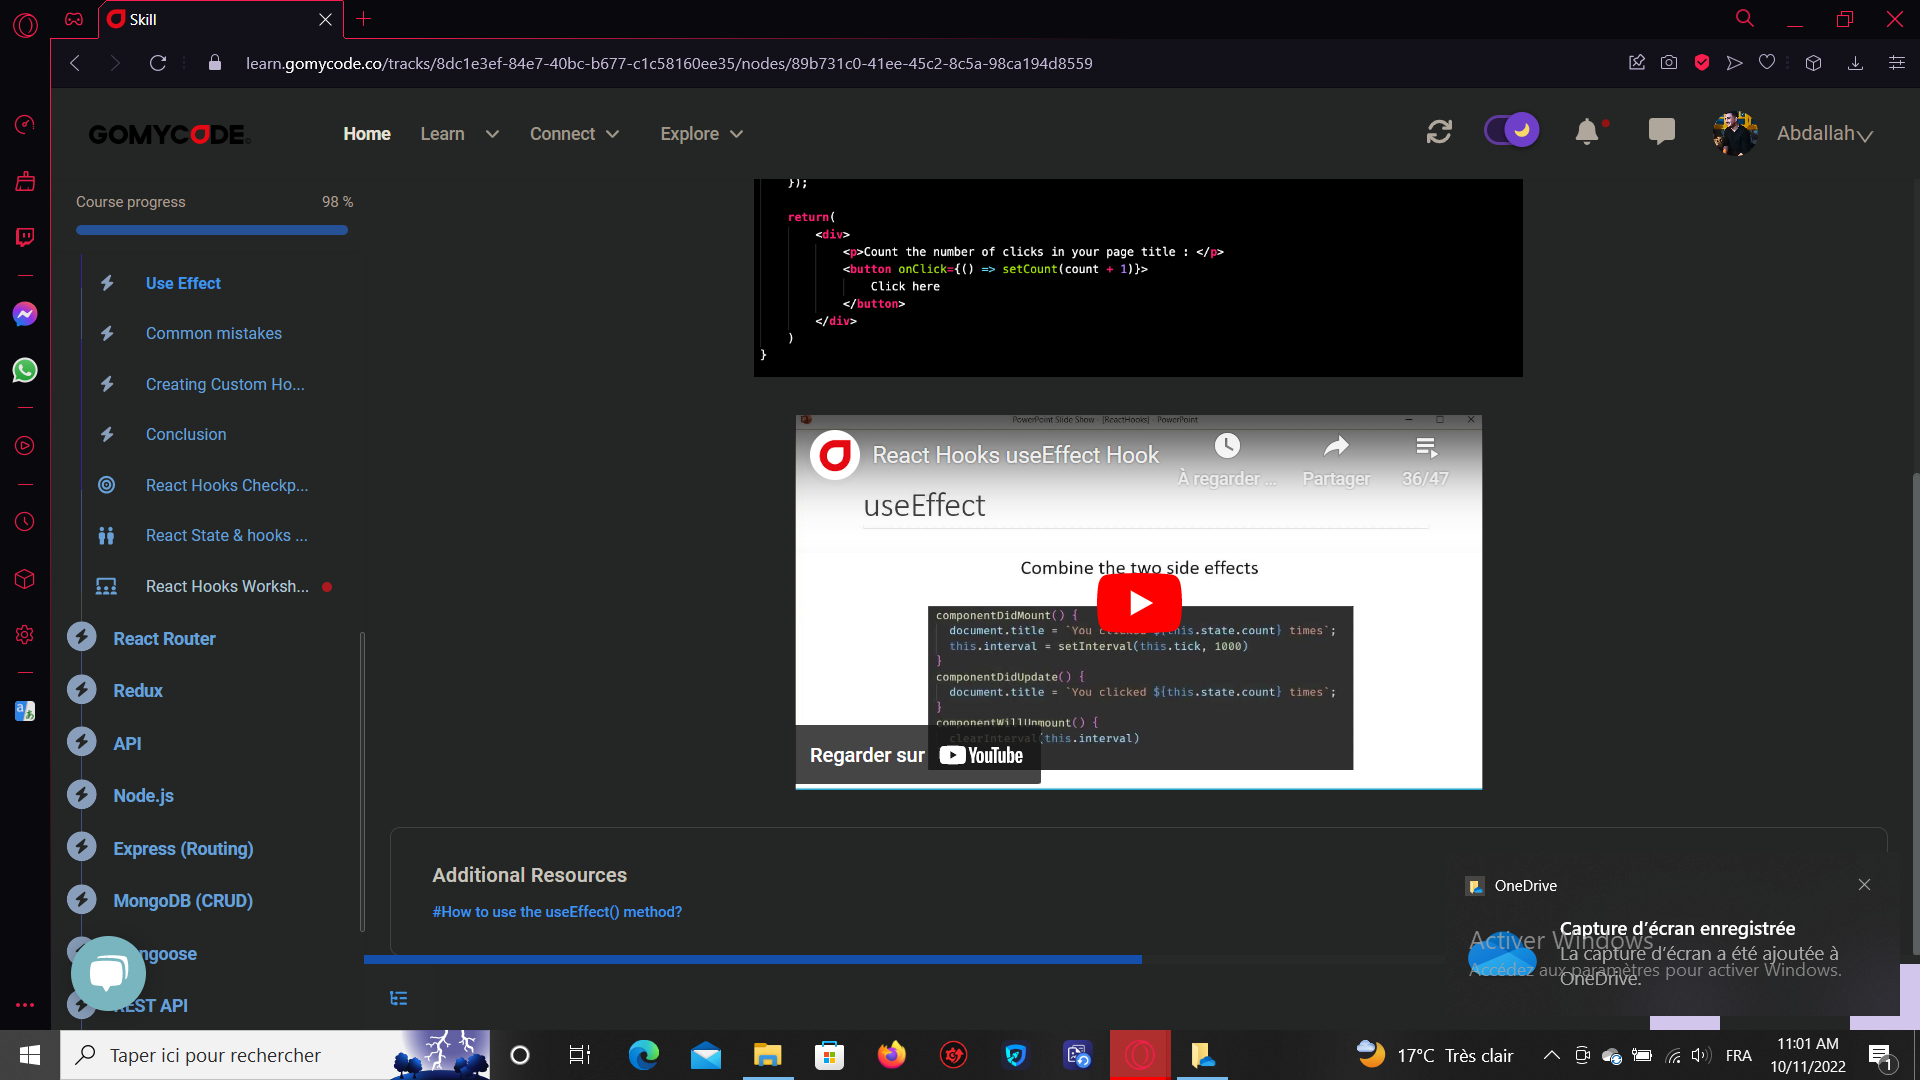 Skill
learn.gomycode.co/tracks/8dc1e3ef-84e7-40bc-b677-c1c58160ee35/nodes/89b731c0-41ee-45c2-8c5a-98ca194d8559
GOMYCODE
Home
Learn
Connect
Explore
Abdallah
Course progress
98 %
Use Effect
Common mistakes
Creating Custom Ho...
Conclusion
React Hooks Checkp...
React State & hooks ...
React Hooks Worksh...
React Router
Redux
API
Node.js
Express (Routing)
MongoDB (CRUD)
ngoose
EST API
});
return(
<div>
<p>Count the number of clicks in your page title : </p>
<button onClick={() => setCount(count + 1)}>
Click here
</button>
</div>
)
}
PowerPoint Slide Show - [ReactHooks] - PowerPoint
React Hooks useEffect Hook
À regarder ...
Partager
36/47
useEffect
Combine the two side effects
componentDidMount() {
document.title = `You clicked ${this.state.count} times`;
this.interval = setInterval(this.tick, 1000)
}
componentDidUpdate() {
document.title = `You clicked ${this.state.count} times`;
}
componentWillUnmount() {
clearInterval(this.interval)
Regarder sur YouTube
Additional Resources
#How to use the useEffect() method?
OneDrive
Capture d'écran enregistrée
La capture d'écran a été ajoutée à
OneDrive.
Activer Windows
Accédez aux paramètres pour activer Windows.
Taper ici pour rechercher
17°C Très clair
FRA
11:01 AM
10/11/2022
1